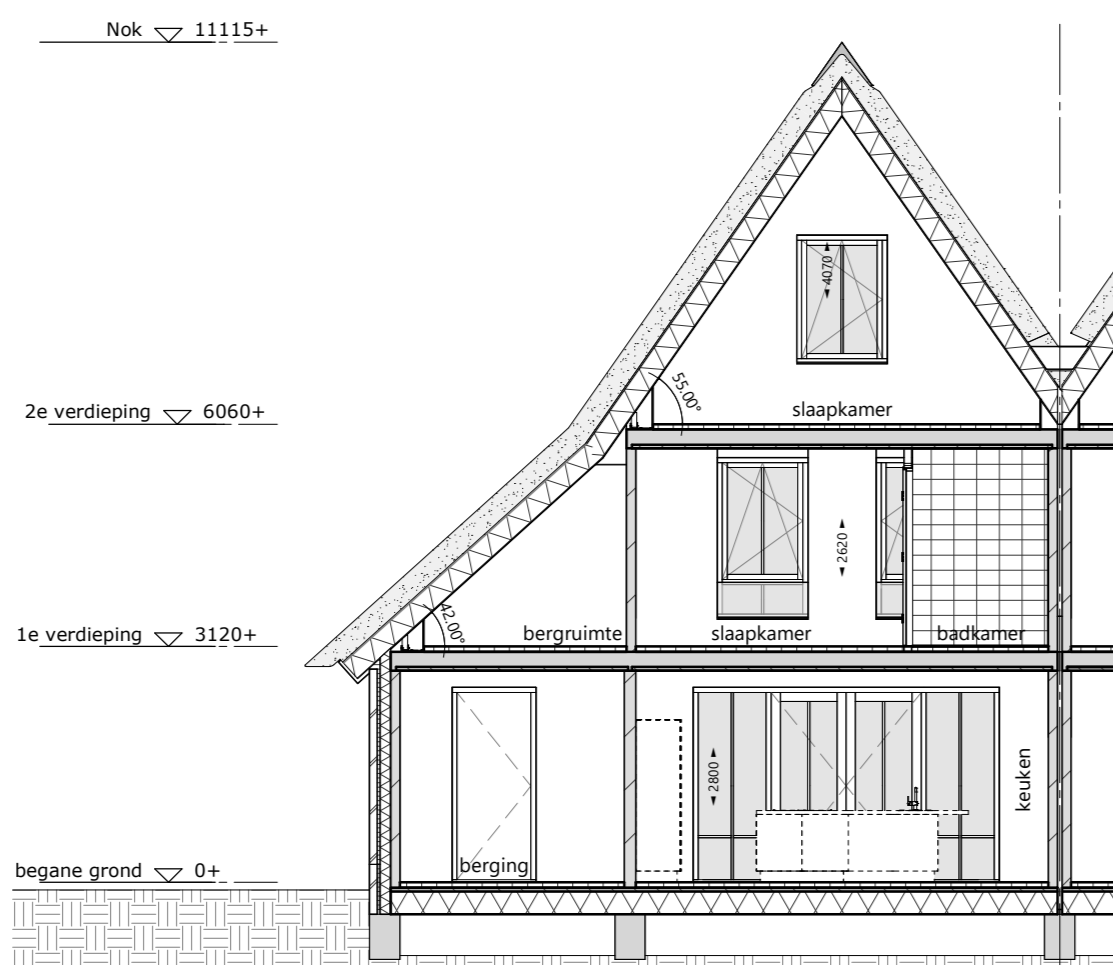 Nok 11115+
4070
55.00°
2e verdieping 6060+
slaapkamer
2620
42.00°
1e verdieping 3120+
bergruimte
slaapkamer
badkamer
2800
keuken
begane grond 0+
berging